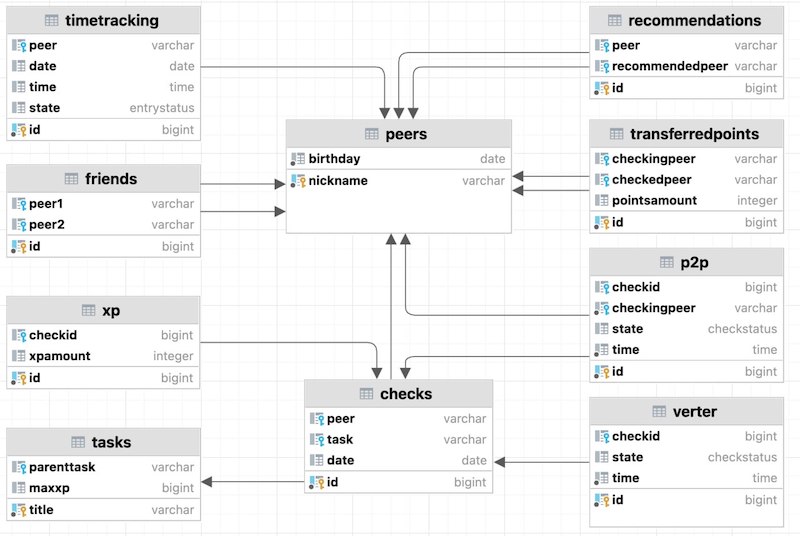 timetracking
peer varchar
date date
time time
state entrystatus
id bigint
friends
peer1 varchar
peer2 varchar
id bigint
xp
checkid bigint
xpamount integer
id bigint
tasks
parenttask varchar
maxxp bigint
title varchar
peers
birthday date
nickname varchar
checks
peer varchar
task varchar
date date
id bigint
recommendations
peer varchar
recommendedpeer varchar
id bigint
transferredpoints
checkingpeer varchar
checkedpeer varchar
pointsamount integer
id bigint
p2p
checkid bigint
checkingpeer varchar
state checkstatus
time time
id bigint
verter
checkid bigint
state checkstatus
time time
id bigint